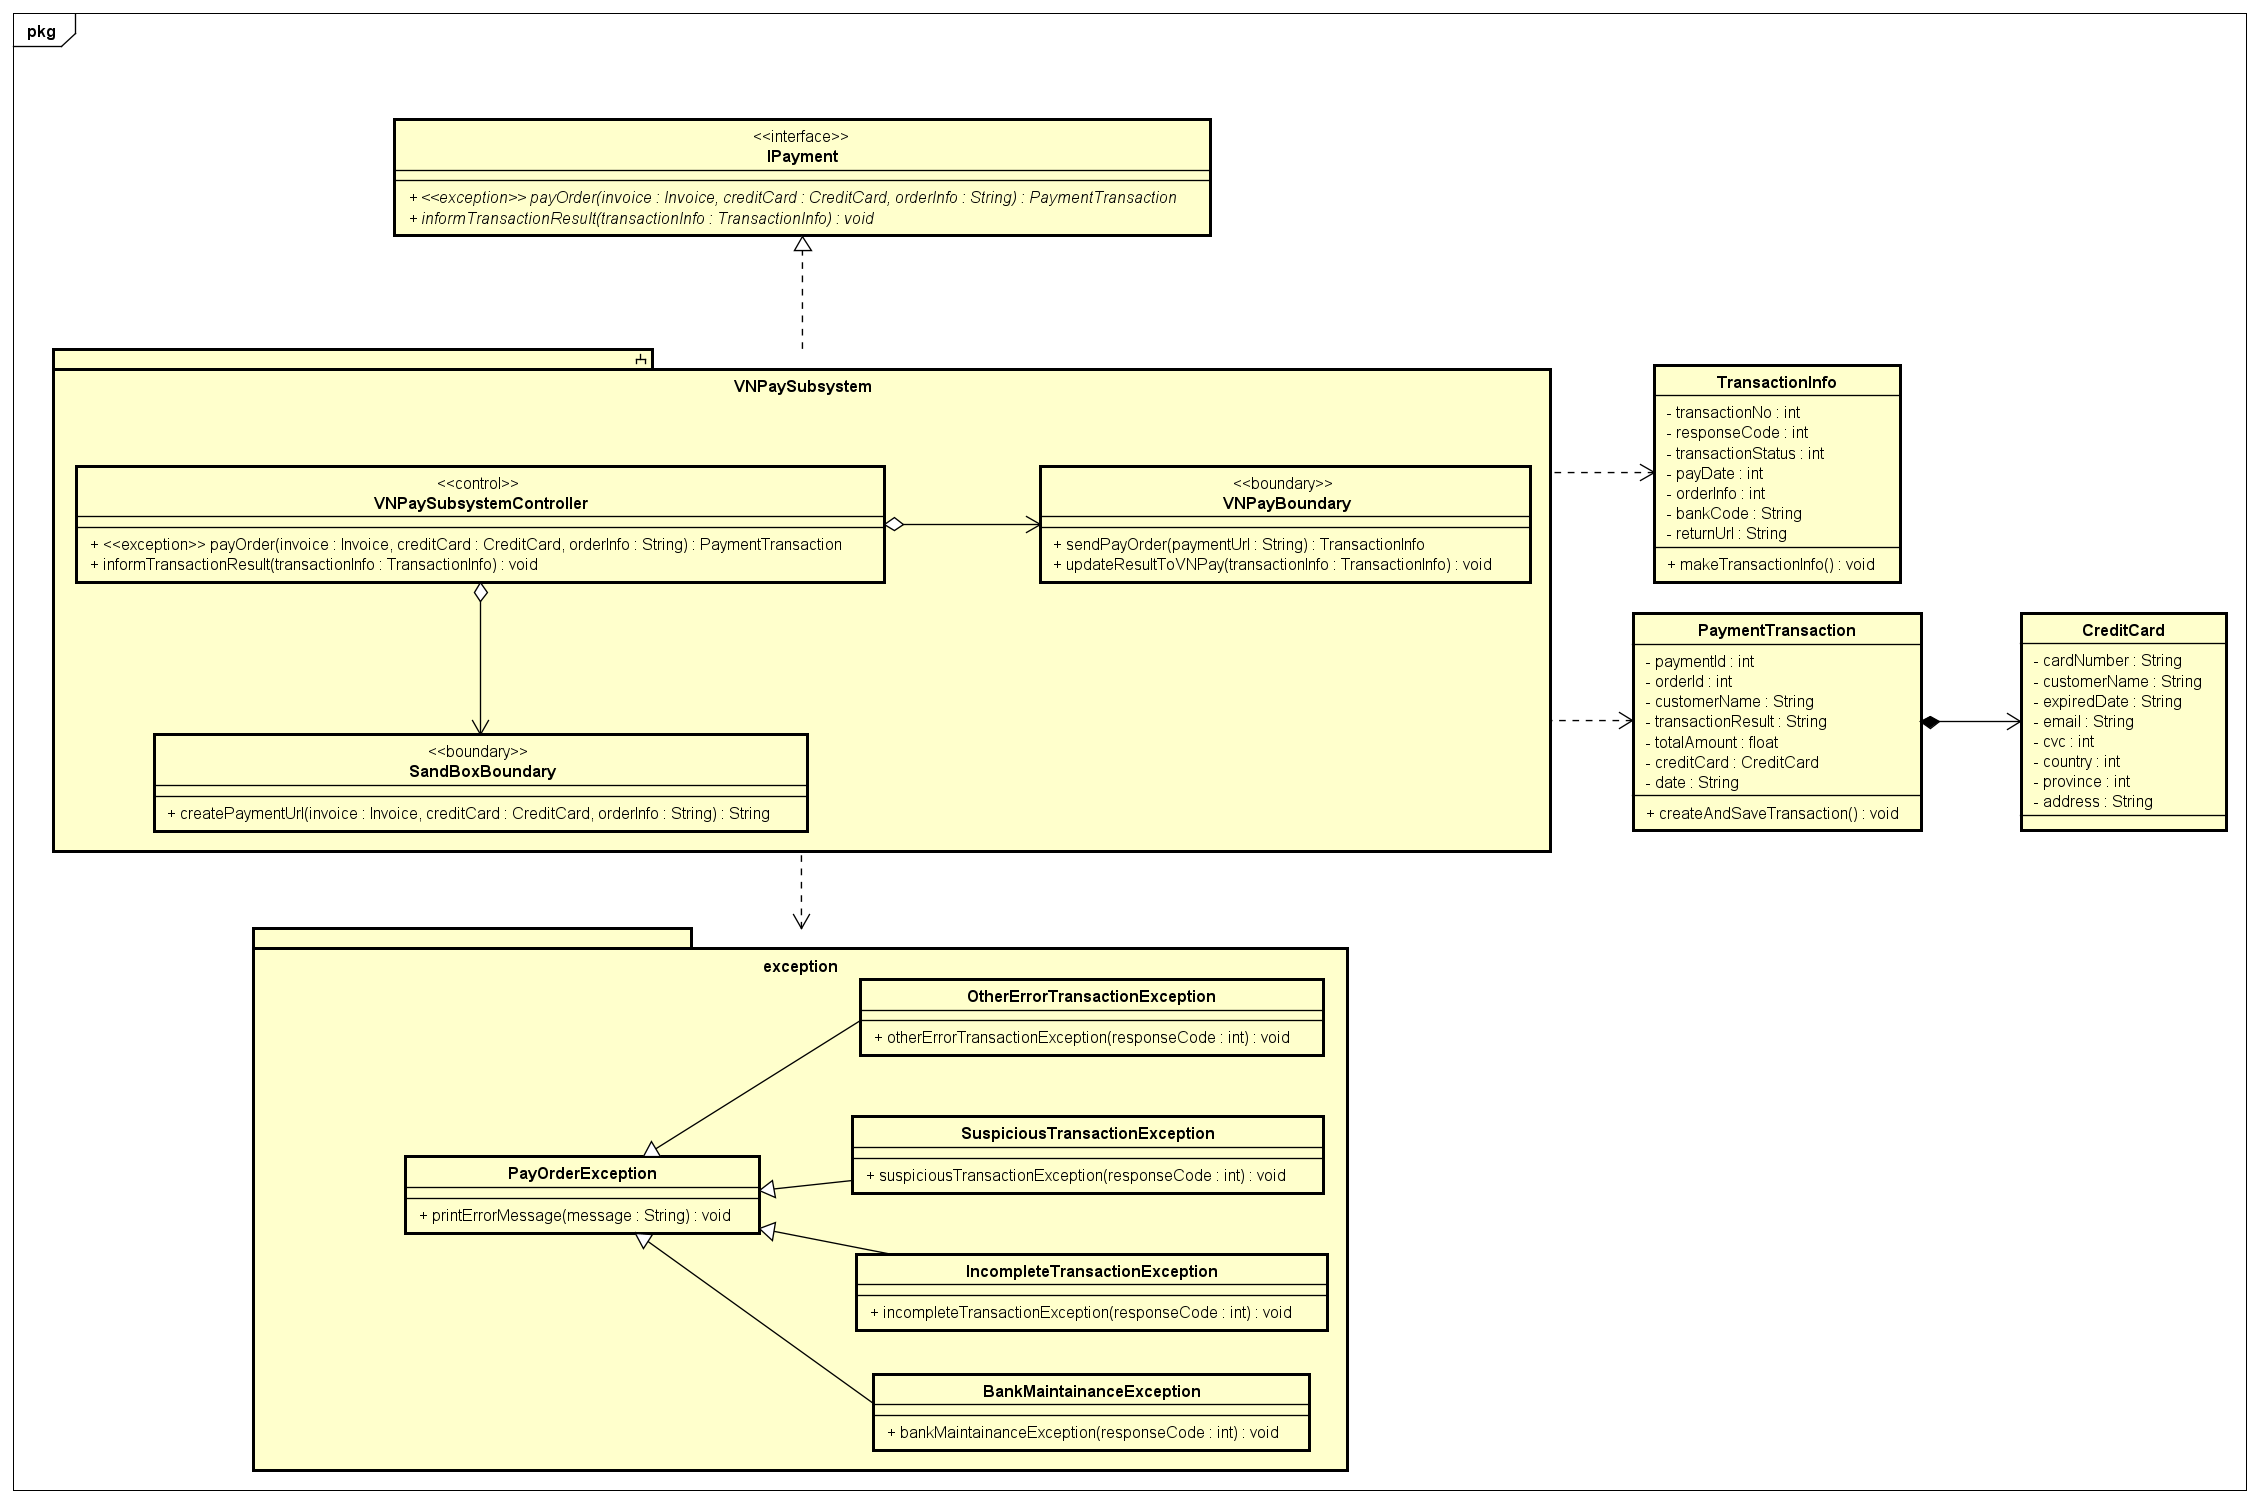 pkg
<<interface>>
IPayment
+ <<exception>> payOrder(invoice : Invoice, creditCard : CreditCard, orderInfo : String) : PaymentTransaction
+ informTransactionResult(transactionInfo : TransactionInfo) : void
VNPaySubsystem
<<control>>
VNPaySubsystemController
+ <<exception>> payOrder(invoice : Invoice, creditCard : CreditCard, orderInfo : String) : PaymentTransaction
+ informTransactionResult(transactionInfo : TransactionInfo) : void
<<boundary>>
VNPayBoundary
+ sendPayOrder(paymentUrl : String) : TransactionInfo
+ updateResultToVNPay(transactionInfo : TransactionInfo) : void
<<boundary>>
SandBoxBoundary
+ createPaymentUrl(invoice : Invoice, creditCard : CreditCard, orderInfo : String) : String
TransactionInfo
- transactionNo : int
- responseCode : int
- transactionStatus : int
- payDate : int
- orderInfo : int
- bankCode : String
- returnUrl : String
+ makeTransactionInfo() : void
PaymentTransaction
- paymentId : int
- orderId : int
- customerName : String
- transactionResult : String
- totalAmount : float
- creditCard : CreditCard
- date : String
+ createAndSaveTransaction() : void
CreditCard
- cardNumber : String
- customerName : String
- expiredDate : String
- email : String
- cvc : int
- country : int
- province : int
- address : String
exception
OtherErrorTransactionException
+ otherErrorTransactionException(responseCode : int) : void
SuspiciousTransactionException
+ suspiciousTransactionException(responseCode : int) : void
PayOrderException
+ printErrorMessage(message : String) : void
IncompleteTransactionException
+ incompleteTransactionException(responseCode : int) : void
BankMaintainanceException
+ bankMaintainanceException(responseCode : int) : void